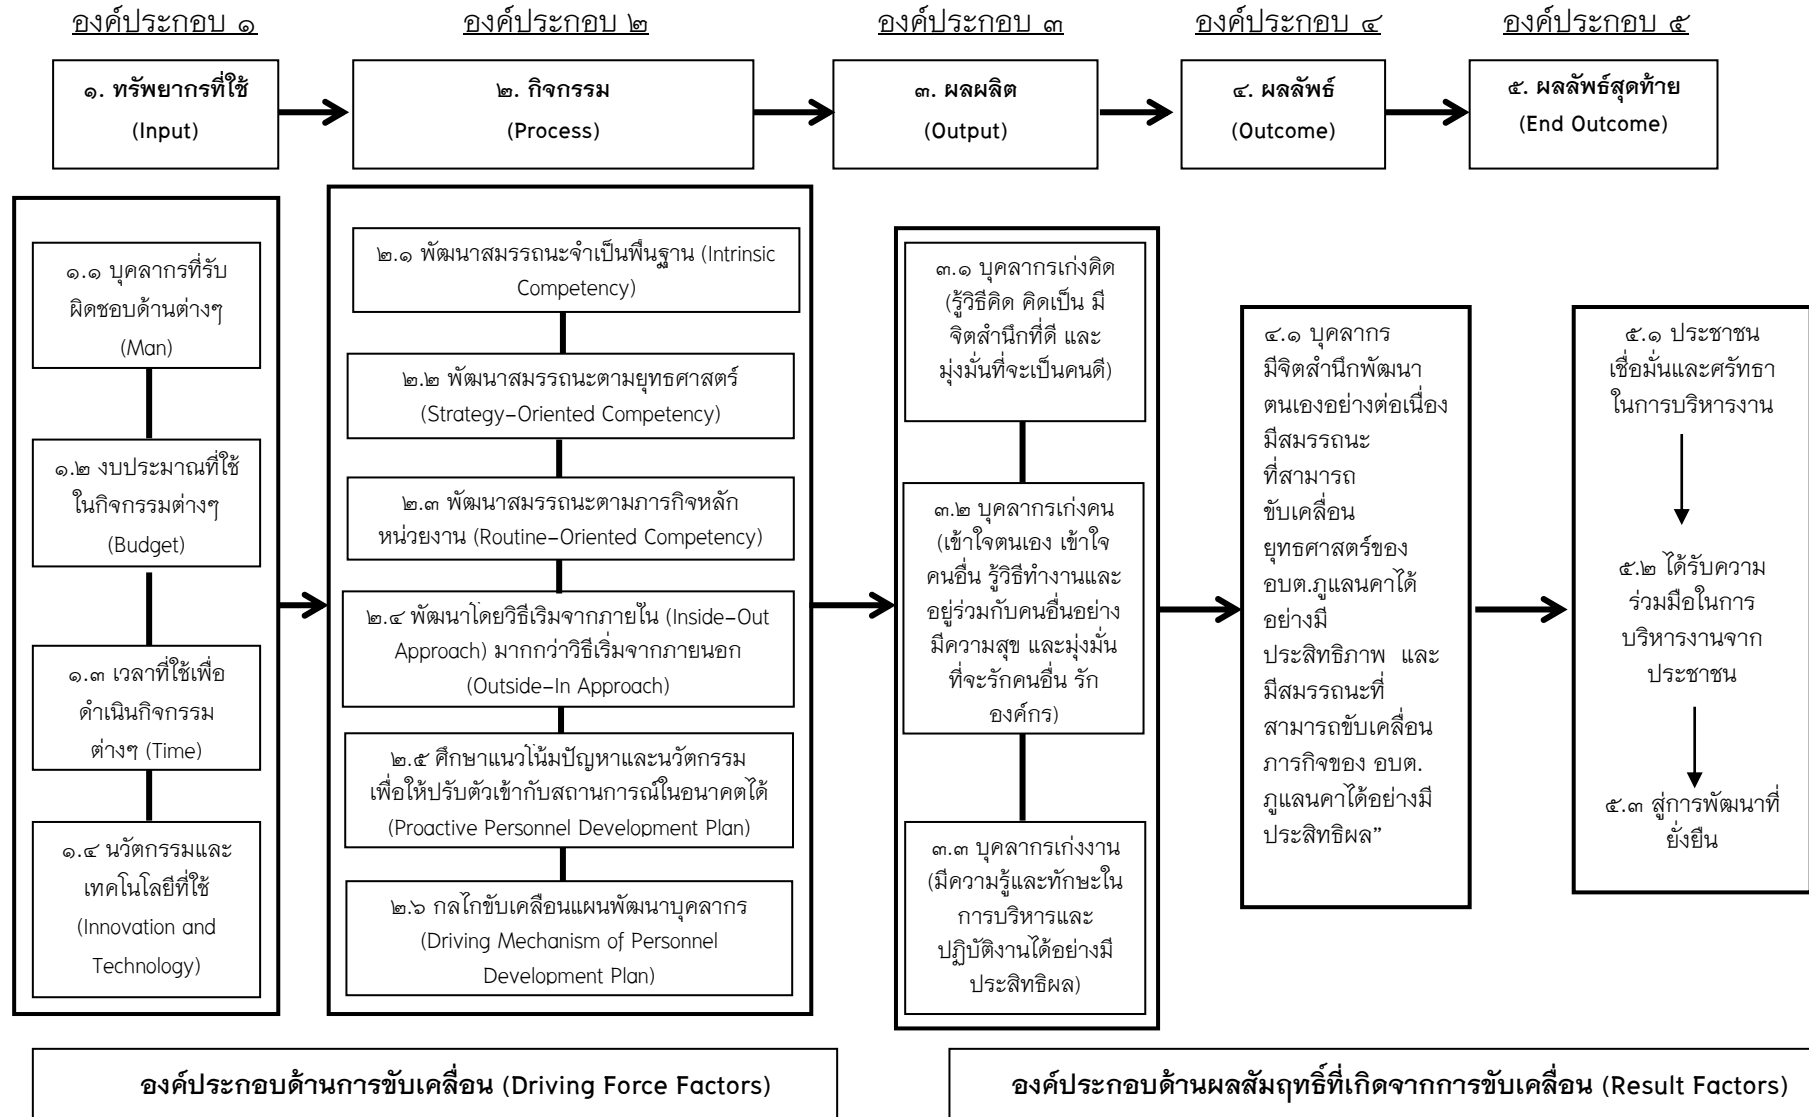 องค์ประกอบ ๑
องค์ประกอบ ๒
องค์ประกอบ ๓
องค์ประกอบ ๔
องค์ประกอบ ๕
๑. ทรัพยากรที่ใช้
(Input)
๒. กิจกรรม
(Process)
๓. ผลผลิต
(Output)
๔. ผลลัพธ์
(Outcome)
๕. ผลลัพธ์สุดท้าย
(End Outcome)
๑.๑ บุคลากรที่รับ
ผิดชอบด้านต่างๆ
(Man)
๑.๒ งบประมาณที่ใช้
ในกิจกรรมต่างๆ
(Budget)
๑.๓ เวลาที่ใช้เพื่อ
ดำเนินกิจกรรม
ต่างๆ (Time)
๑.๔ นวัตกรรมและ
เทคโนโลยีที่ใช้
(Innovation and
Technology)
๒.๑ พัฒนาสมรรถนะจำเป็นพื้นฐาน (Intrinsic
Competency)
๒.๒ พัฒนาสมรรถนะตามยุทธศาสตร์
(Strategy-Oriented Competency)
๒.๓ พัฒนาสมรรถนะตามภารกิจหลัก
หน่วยงาน (Routine-Oriented Competency)
๒.๔ พัฒนาโดยวิธีเริ่มจากภายใน (Inside-Out
Approach) มากกว่าวิธีเริ่มจากภายนอก
(Outside-In Approach)
๒.๕ ศึกษาแนวโน้มปัญหาและนวัตกรรม
เพื่อให้ปรับตัวเข้ากับสถานการณ์ในอนาคตได้
(Proactive Personnel Development Plan)
๒.๖ กลไกขับเคลื่อนแผนพัฒนาบุคลากร
(Driving Mechanism of Personnel
Development Plan)
๓.๑ บุคลากรเก่งคิด
(รู้วิธีคิด คิดเป็น มี
จิตสำนึกที่ดี และ
มุ่งมั่นที่จะเป็นคนดี)
๓.๒ บุคลากรเก่งคน
(เข้าใจตนเอง เข้าใจ
คนอื่น รู้วิธีทำงานและ
อยู่ร่วมกับคนอื่นอย่าง
มีความสุข และมุ่งมั่น
ที่จะรักคนอื่น รัก
องค์กร)
๓.๓ บุคลากรเก่งงาน
(มีความรู้และทักษะใน
การบริหารและ
ปฏิบัติงานได้อย่างมี
ประสิทธิผล)
๔.๑ บุคลากร
มีจิตสำนึกพัฒนา
ตนเองอย่างต่อเนื่อง
มีสมรรถนะ
ที่สามารถ
ขับเคลื่อน
ยุทธศาสตร์ของ
อบต.ภูแลนคาได้
อย่างมี
ประสิทธิภาพ และ
มีสมรรถนะที่
สามารถขับเคลื่อน
ภารกิจของ อบต.
ภูแลนคาได้อย่างมี
ประสิทธิผล”
๕.๑ ประชาชน
เชื่อมั่นและศรัทธา
ในการบริหารงาน
๕.๒ ได้รับความ
ร่วมมือในการ
บริหารงานจาก
ประชาชน
๕.๓ สู่การพัฒนาที่
ยั่งยืน
องค์ประกอบด้านการขับเคลื่อน (Driving Force Factors)
องค์ประกอบด้านผลสัมฤทธิ์ที่เกิดจากการขับเคลื่อน (Result Factors)